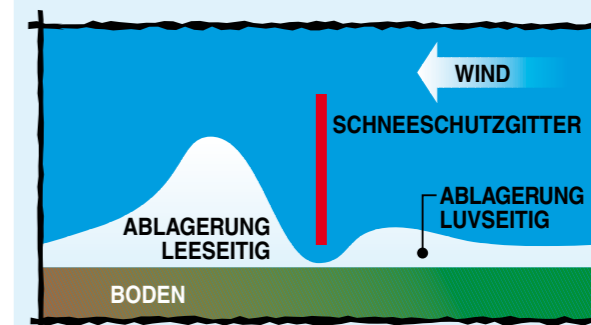 WIND
SCHNEESCHUTZGITTER
ABLAGERUNG
LUVSEITIG
ABLAGERUNG
LEESEITIG
BODEN